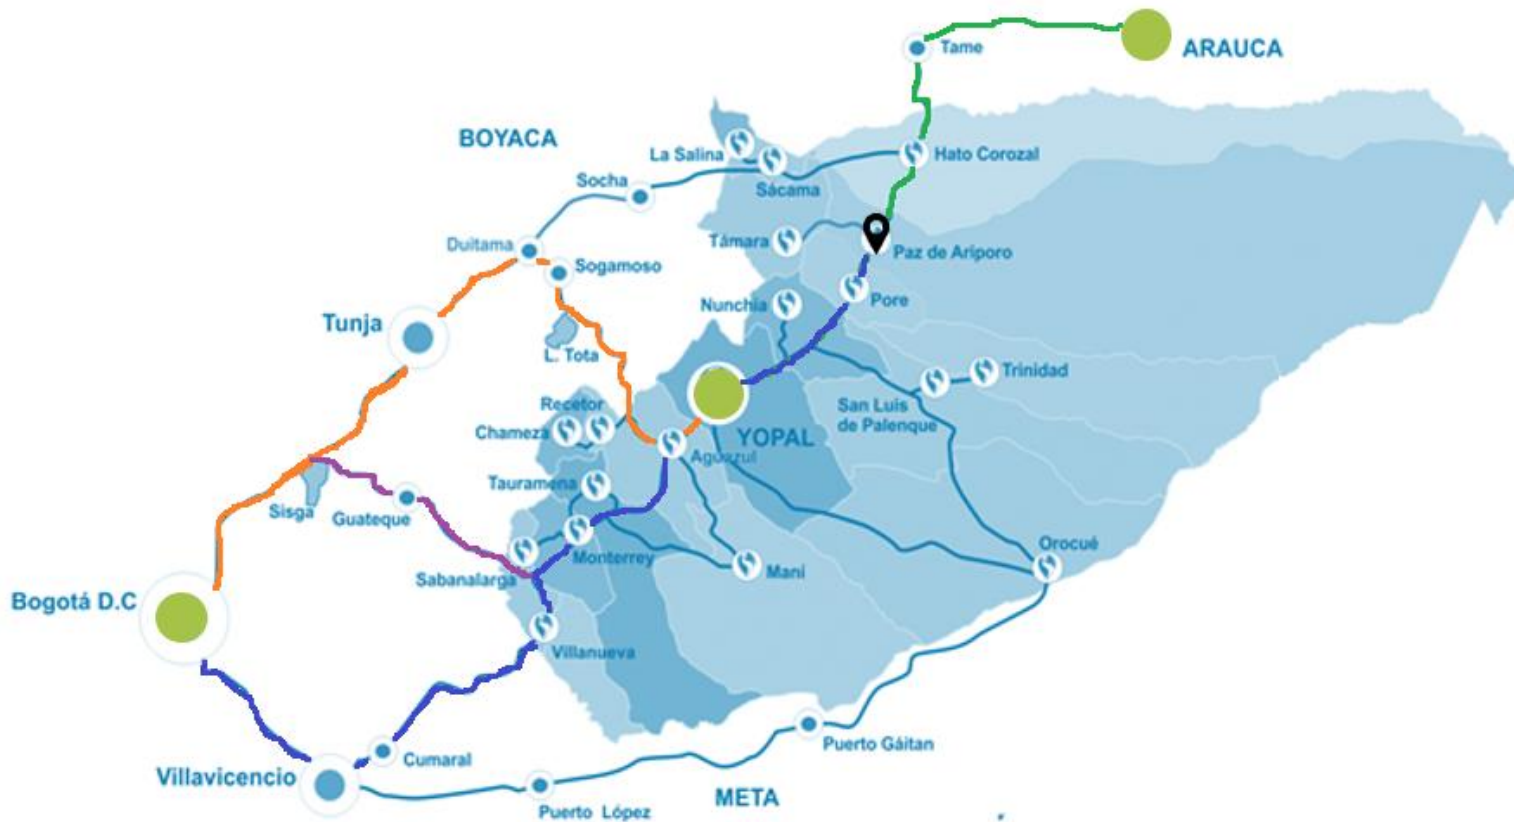 Tame
ARAUCA
BOYACA
La Salina
Hato Corozal
Socha
Sácama
Duitama
Támara
Paz de Ariporo
Sogamoso
Nunchia
Pore
Tunja
L. Tota
Trinidad
Recetor
San Luis
de Palenque
Chameza
YOPAL
Aguazul
Tauramena
Sisga
Guateque
Orocué
Monterrey
Sabanalarga
Maní
Bogotá D.C
Villanueva
Puerto Gáitan
Cumaral
Villavicencio
META
Puerto López